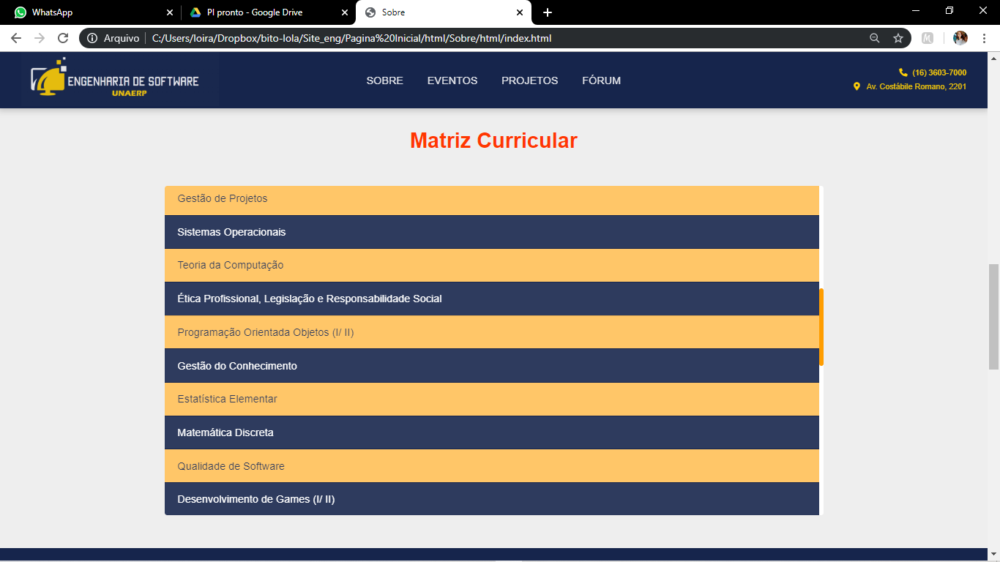 WhatsApp
PI pronto - Google Drive
Sobre
Arquivo
C:/Users/loira/Dropbox/bito-lola/Site_eng/Pagina%20Inicial/html/Sobre/html/index.html
ENGENHARIA DE SOFTWARE
UNAERP
SOBRE EVENTOS PROJETOS FÓRUM
(16) 3603-7000
Av. Costábile Romano, 2201
Matriz Curricular
Gestão de Projetos
Sistemas Operacionais
Teoria da Computação
Ética Profissional, Legislação e Responsabilidade Social
Programação Orientada Objetos (I/ II)
Gestão do Conhecimento
Estatística Elementar
Matemática Discreta
Qualidade de Software
Desenvolvimento de Games (I/ II)